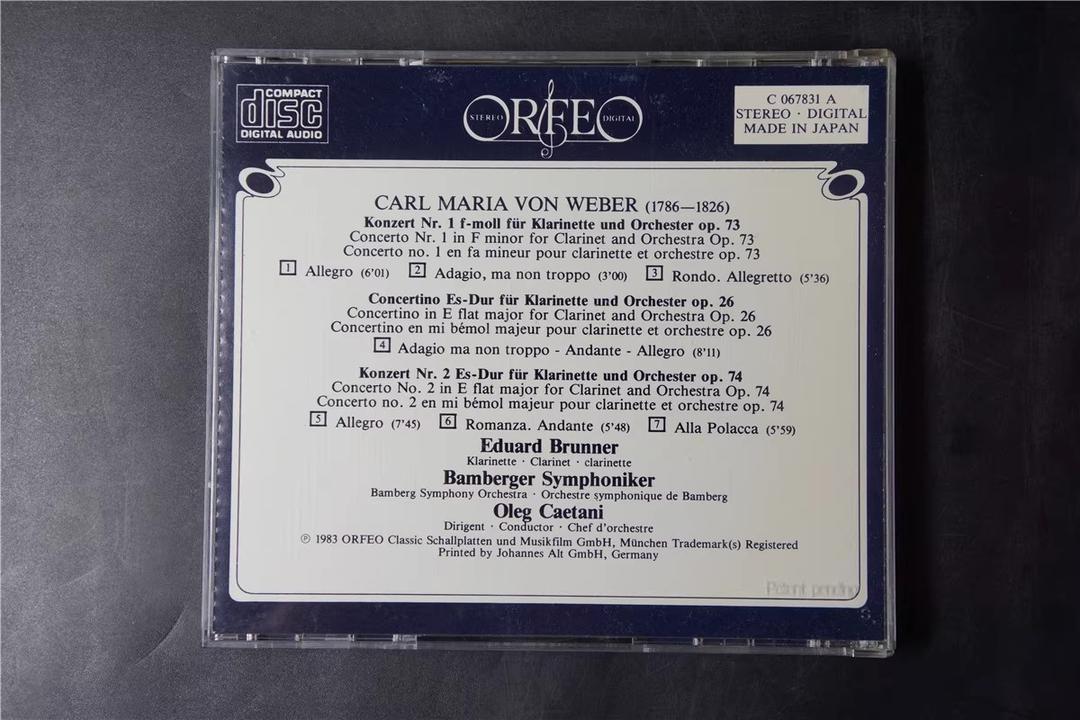 COMPACT
disc
DIGITAL AUDIO
STEREO ORFEO DIGITAL
C 067831 A
STEREO · DIGITAL
MADE IN JAPAN
CARL MARIA VON WEBER (1786—1826)
Konzert Nr. 1 f-moll für Klarinette und Orchester op. 73
Concerto Nr. 1 in F minor for Clarinet and Orchestra Op. 73
Concerto no. 1 en fa mineur pour clarinette et orchestre op. 73
1 Allegro (6'01) 2 Adagio, ma non troppo (3'00) 3 Rondo. Allegretto (5'36)
Concertino Es-Dur für Klarinette und Orchester op. 26
Concertino in E flat major for Clarinet and Orchestra Op. 26
Concertino en mi bémol majeur pour clarinette et orchestre op. 26
4 Adagio ma non troppo - Andante - Allegro (8'11)
Konzert Nr. 2 Es-Dur für Klarinette und Orchester op. 74
Concerto No. 2 in E flat major for Clarinet and Orchestra Op. 74
Concerto no. 2 en mi bémol majeur pour clarinette et orchestre op. 74
5 Allegro (7'45) 6 Romanza. Andante (5'48) 7 Alla Polacca (5'59)
Eduard Brunner
Klarinette · Clarinet · clarinette
Bamberger Symphoniker
Bamberg Symphony Orchestra · Orchestre symphonique de Bamberg
Oleg Caetani
Dirigent · Conductor · Chef d'orchestre
℗ 1983 ORFEO Classic Schallplatten und Musikfilm GmbH, München Trademark(s) Registered
Printed by Johannes Alt GmbH, Germany
Patent pending